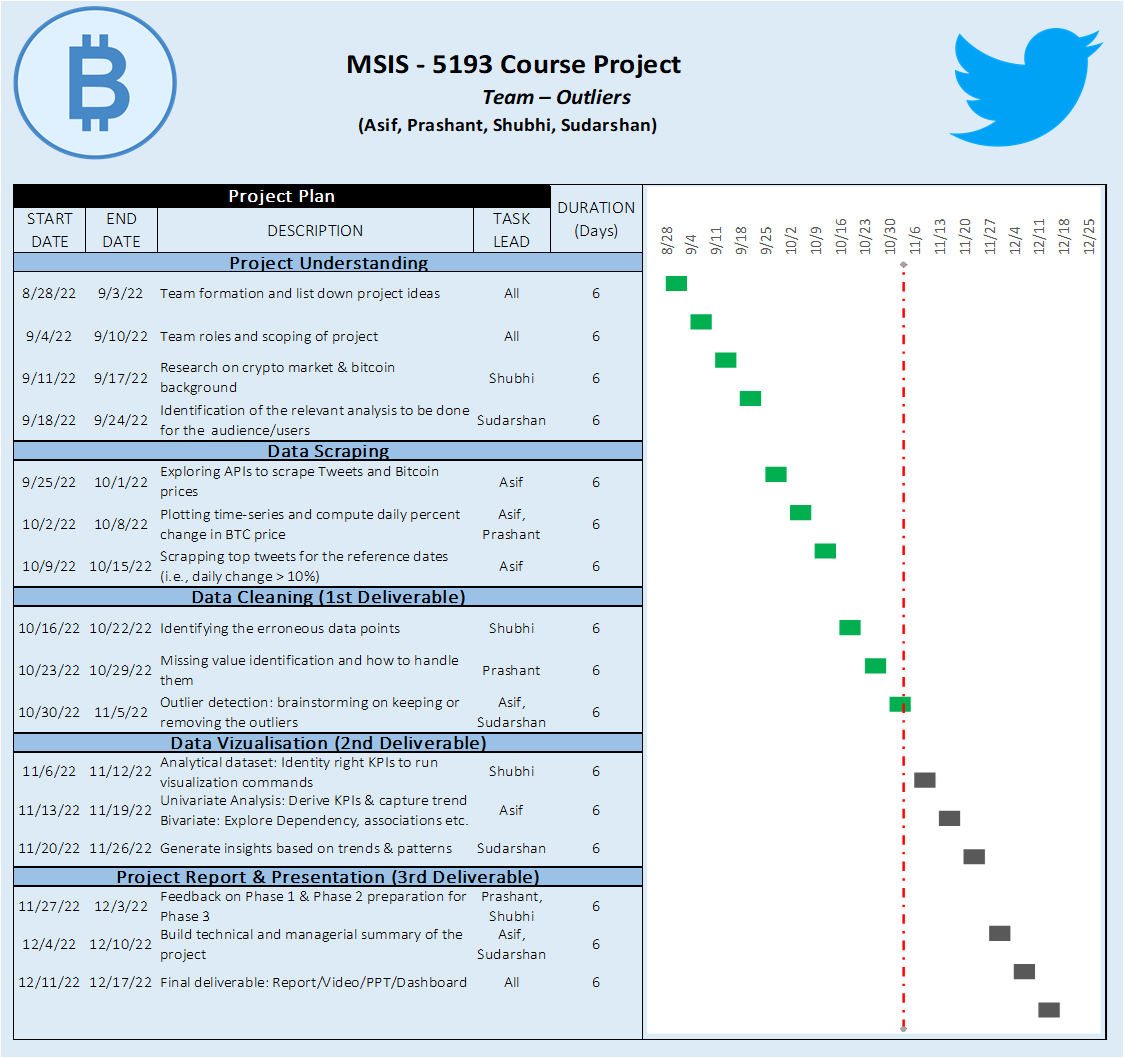 MSIS - 5193 Course Project
Team – Outliers
(Asif, Prashant, Shubhi, Sudarshan)
Project Plan
START
DATE
END
DATE
DESCRIPTION
TASK
LEAD
DURATION
(Days)
8/28
9/4
9/11
9/18
9/25
10/2
10/9
10/16
10/23
10/30
11/6
11/13
11/20
11/27
12/4
12/11
12/18
12/25
Project Understanding
8/28/22 9/3/22 Team formation and list down project ideas All 6
9/4/22 9/10/22 Team roles and scoping of project All 6
Research on crypto market & bitcoin
9/11/22 9/17/22 Shubhi 6
background
Identification of the relevant analysis to be done
9/18/22 9/24/22 Sudarshan 6
for the audience/users
Data Scraping
Exploring APIs to scrape Tweets and Bitcoin
9/25/22 10/1/22 Asif 6
prices
Plotting time-series and compute daily percent Asif,
10/2/22 10/8/22 6
change in BTC price Prashant
Scrapping top tweets for the reference dates
10/9/22 10/15/22 Asif 6
(i.e., daily change > 10%)
Data Cleaning (1st Deliverable)
10/16/22 10/22/22 Identifying the erroneous data points Shubhi 6
Missing value identification and how to handle
10/23/22 10/29/22 Prashant 6
them
Outlier detection: brainstorming on keeping or Asif,
10/30/22 11/5/22 6
removing the outliers Sudarshan
Data Vizualisation (2nd Deliverable)
Analytical dataset: Identity right KPIs to run
11/6/22 11/12/22 Shubhi 6
visualization commands
Univariate Analysis: Derive KPIs & capture trend
11/13/22 11/19/22 Asif 6
Bivariate: Explore Dependency, associations etc.
11/20/22 11/26/22 Generate insights based on trends & patterns Sudarshan 6
Project Report & Presentation (3rd Deliverable)
Feedback on Phase 1 & Phase 2 preparation for Prashant,
11/27/22 12/3/22 6
Phase 3 Shubhi
Build technical and managerial summary of the Asif,
12/4/22 12/10/22 6
project Sudarshan
12/11/22 12/17/22 Final deliverable: Report/Video/PPT/Dashboard All 6